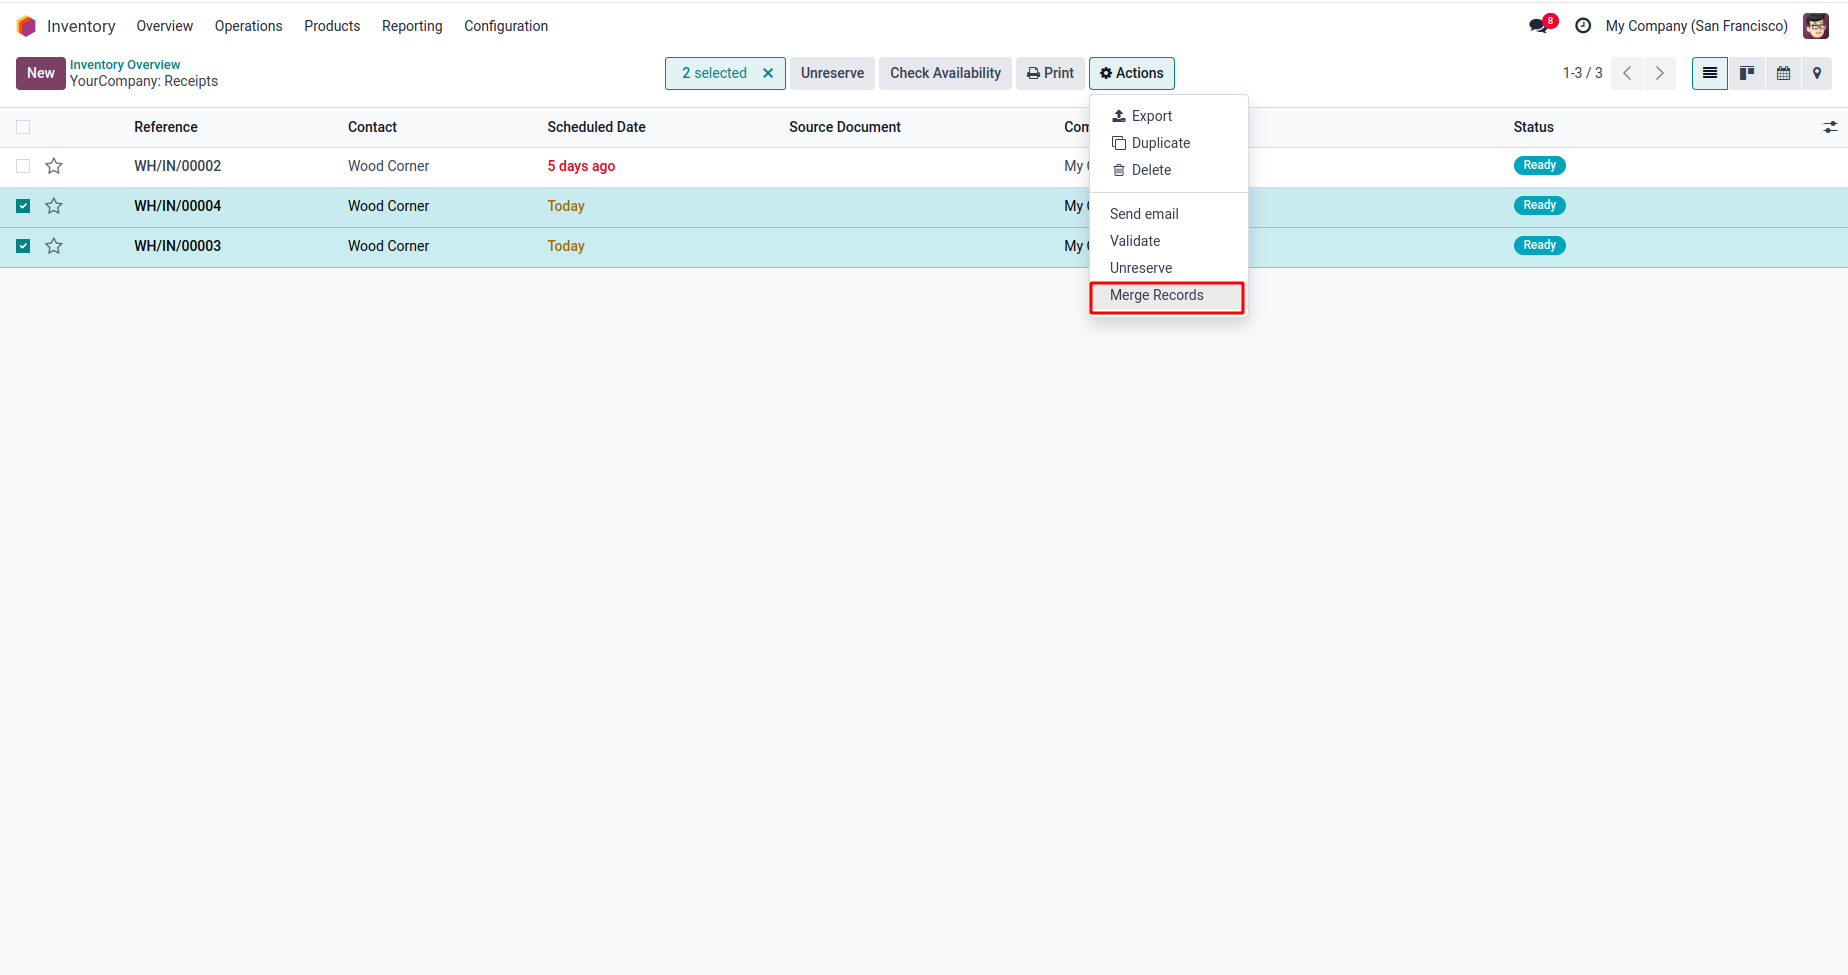 Inventory Overview Operations Products Reporting Configuration 8 My Company (San Francisco)
New Inventory Overview
YourCompany: Receipts
2 selected Unreserve Check Availability Print Actions 1-3 / 3
Reference Contact Scheduled Date Source Document Com Status
WH/IN/00002 Wood Corner 5 days ago My Ready
WH/IN/00004 Wood Corner Today My Ready
WH/IN/00003 Wood Corner Today My Ready
Export
Duplicate
Delete
Send email
Validate
Unreserve
Merge Records